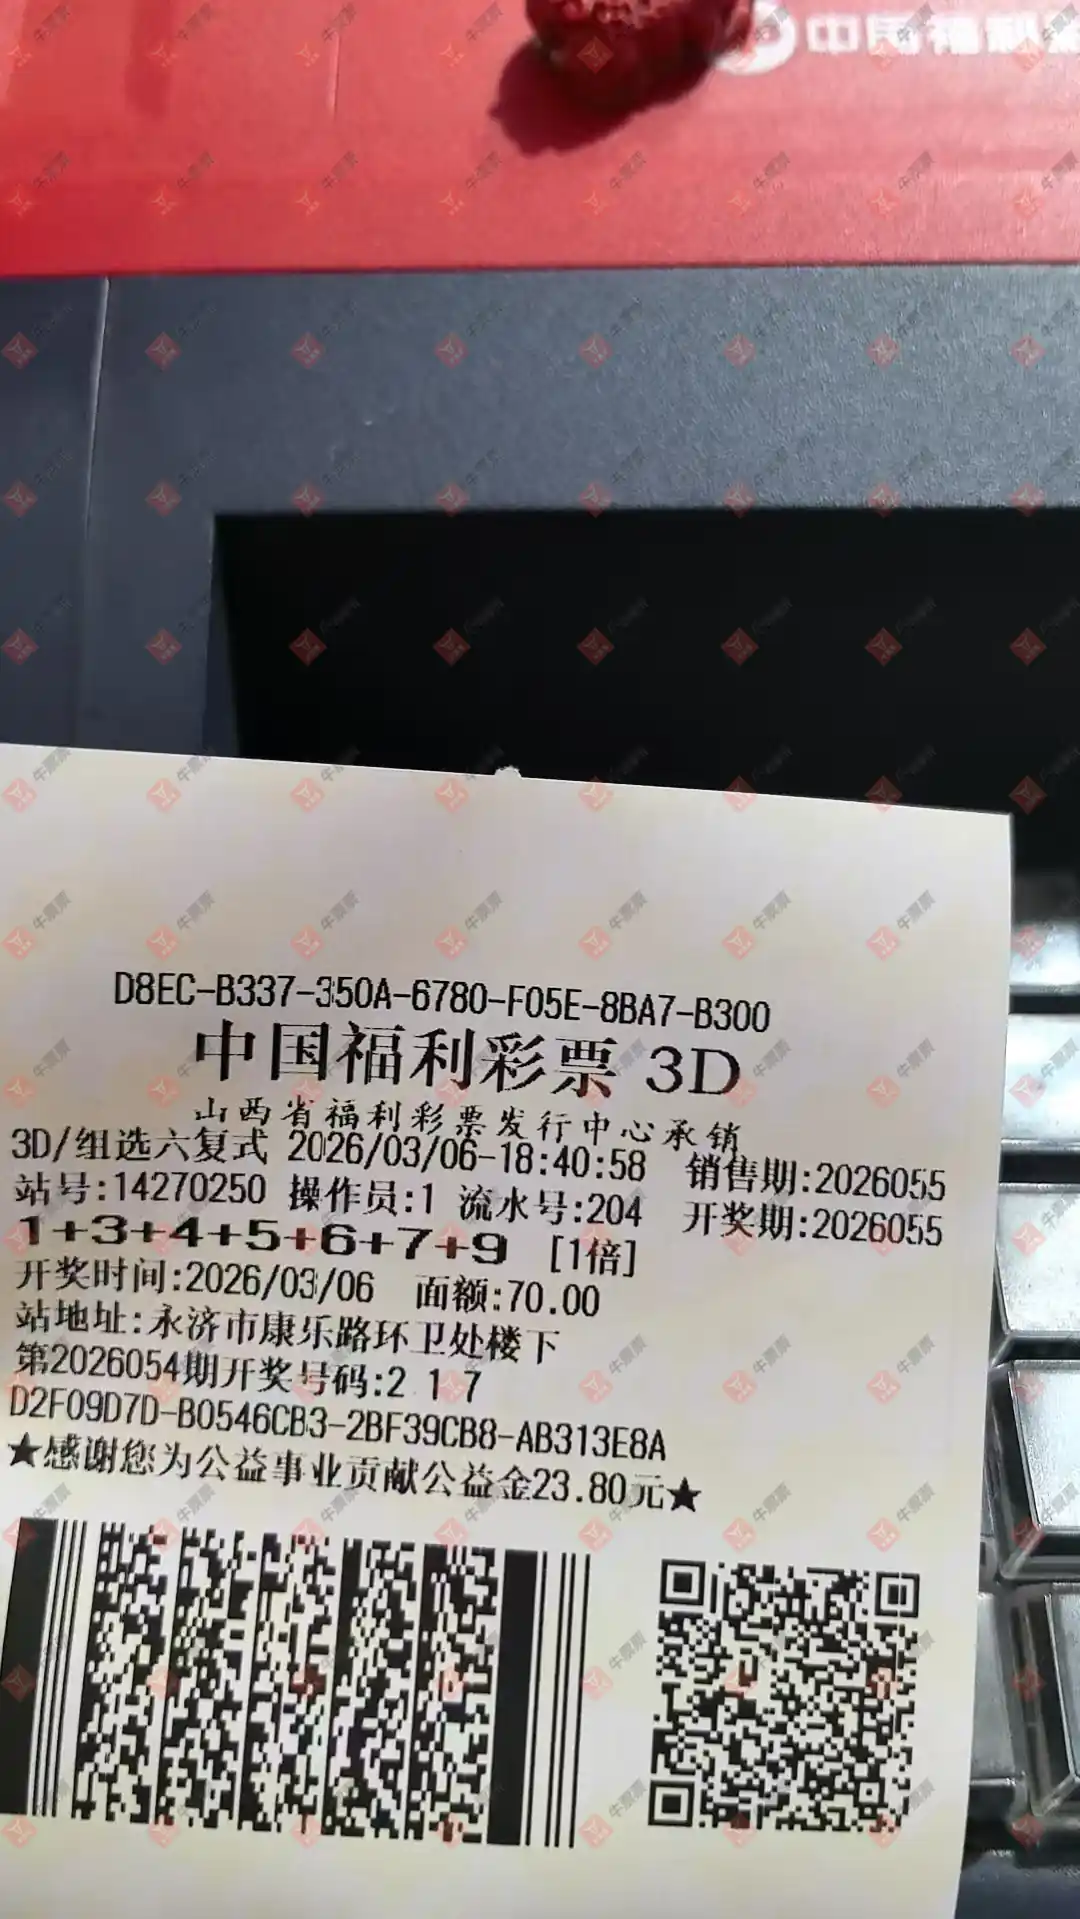 D8EC-B337-350A-6780-F05E-8BA7-B300
中国福利彩票 3D
山西省福利彩票发行中心承销
3D/组选六复式 2026/03/06-18:40:58 销售期:2026055
站号:14270250 操作员:1 流水号:204 开奖期:2026055
1+3+4+5+6+7+9 [1倍]
开奖时间:2026/03/06 面额:70.00
站地址:永济市康乐路环卫处楼下
第2026054期开奖号码:2 1 7
D2F09D7D-B0546CB3-2BF39CB8-AB313E8A
★感谢您为公益事业贡献公益金23.80元★
牛票票